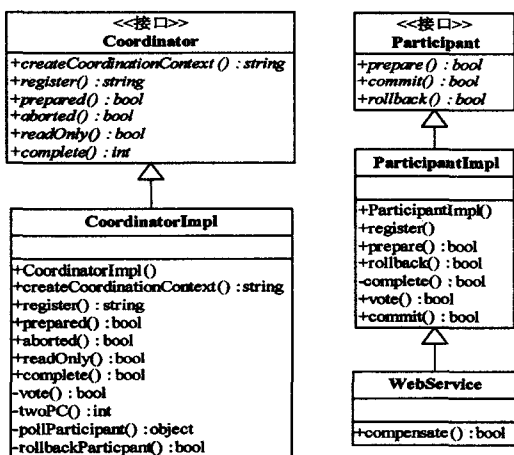 <<接口>>
Coordinator
+createCoordinationContext () : string
+register() : string
+prepared() : bool
+aborted() : bool
+readOnly() : bool
+complete() : int
CoordinatorImpl
+CoordinatorImpl()
+createCoordinationContext() : string
+register() : string
+prepared() : bool
+aborted() : bool
+readOnly() : bool
+complete() : int
-vote() : bool
-twoPC() : int
-pollParticipant() : object
-rollbackParticpant() : bool
<<接口>>
Participant
+prepare() : bool
+commit() : bool
+rollback() : bool
ParticipantImpl
+ParticipantImpl()
+register()
+prepare() : bool
+rollback() : bool
-complete() : bool
+vote() : bool
+commit() : bool
WebService
+compensate() : bool